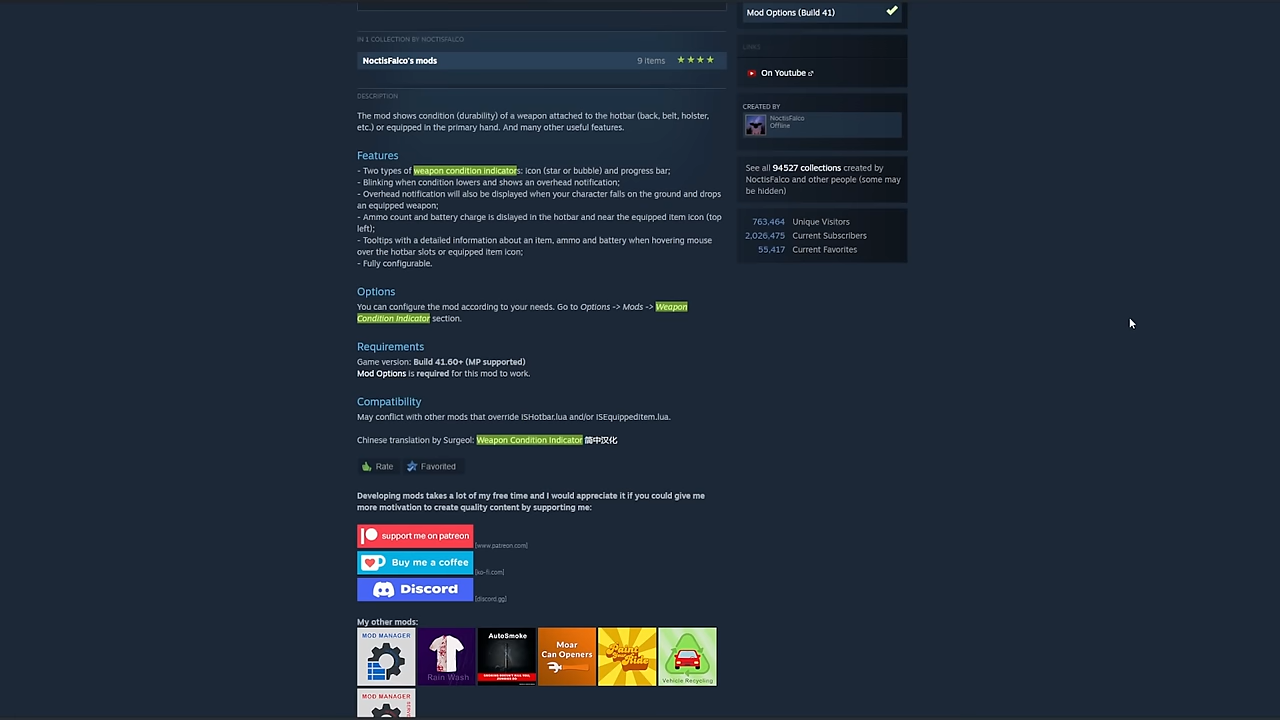 IN 1 COLLECTION BY NOCTISFALCO
NoctisFalco's mods 9 items
DESCRIPTION
The mod shows condition (durability) of a weapon attached to the hotbar (back, belt, holster,
etc.) or equipped in the primary hand. And many other useful features.
Features
- Two types of weapon condition indicators: icon (star or bubble) and progress bar;
- Blinking when condition lowers and shows an overhead notification;
- Overhead notification will also be displayed when your character falls on the ground and drops
an equipped weapon;
- Ammo count and battery charge is dislayed in the hotbar and near the equipped item icon (top
left);
- Tooltips with a detailed information about an item, ammo and battery when hovering mouse
over the hotbar slots or equipped item icon;
- Fully configurable.
Options
You can configure the mod according to your needs. Go to Options -> Mods -> Weapon
Condition Indicator section.
Requirements
Game version: Build 41.60+ (MP supported)
Mod Options is required for this mod to work.
Compatibility
May conflict with other mods that override ISHotbar.lua and/or ISEquippedItem.lua.
Chinese translation by Surgeol: Weapon Condition Indicator 简中汉化
Rate Favorited
Developing mods takes a lot of my free time and I would appreciate it if you could give me
more motivation to create quality content by supporting me:
support me on patreon [www.patreon.com]
Buy me a coffee [ko-fi.com]
Discord [discord.gg]
My other mods:
MOD MANAGER
Rain Wash
AutoSmoke
Moar
Can Openers
Paint
Your
Ride
Vehicle Recycling
MOD MANAGER
Mod Options (Build 41)
LINKS
On Youtube
CREATED BY
NoctisFalco
Offline
See all 94527 collections created by
NoctisFalco and other people (some may
be hidden)
763,464 Unique Visitors
2,026,475 Current Subscribers
55,417 Current Favorites